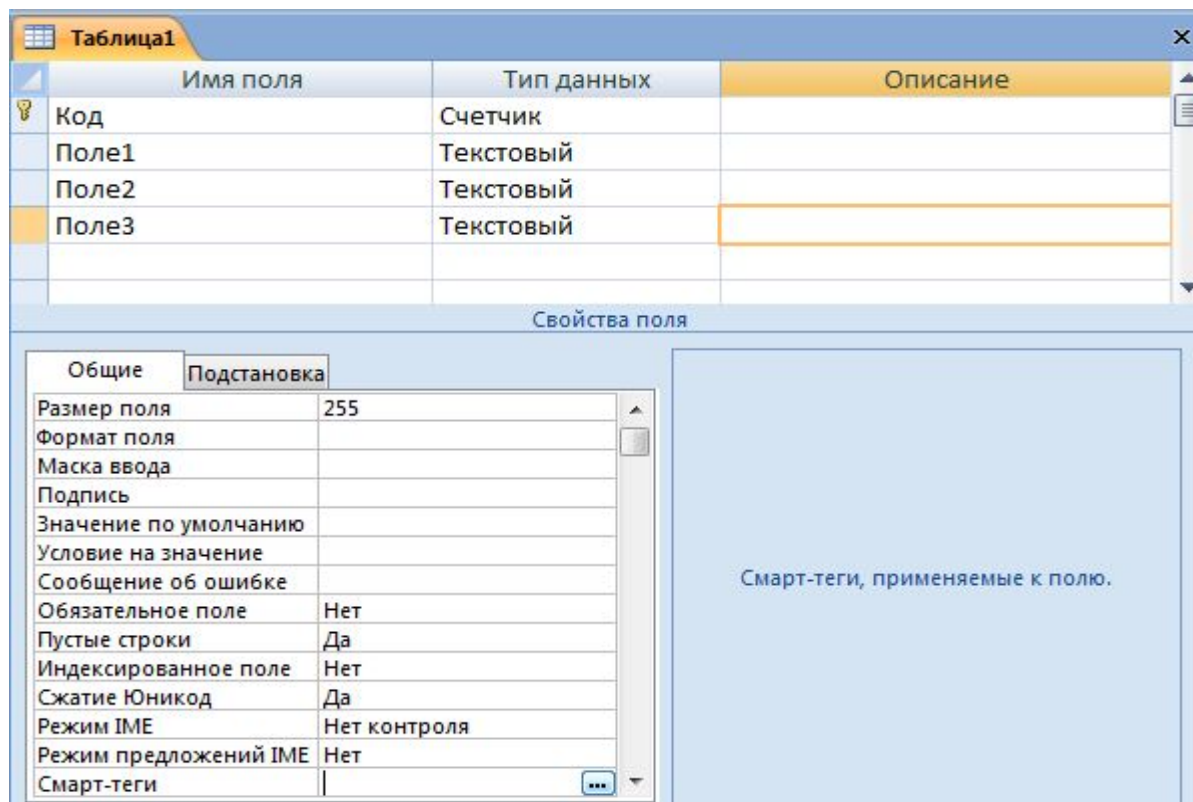 Таблица1
Имя поля Тип данных Описание
Код Счетчик
Поле1 Текстовый
Поле2 Текстовый
Поле3 Текстовый
Свойства поля
Общие Подстановка
Размер поля 255
Формат поля
Маска ввода
Подпись
Значение по умолчанию
Условие на значение
Сообщение об ошибке
Обязательное поле Нет
Пустые строки Да
Индексированное поле Нет
Сжатие Юникод Да
Режим IME Нет контроля
Режим предложений IME Нет
Смарт-теги
Смарт-теги, применяемые к полю.